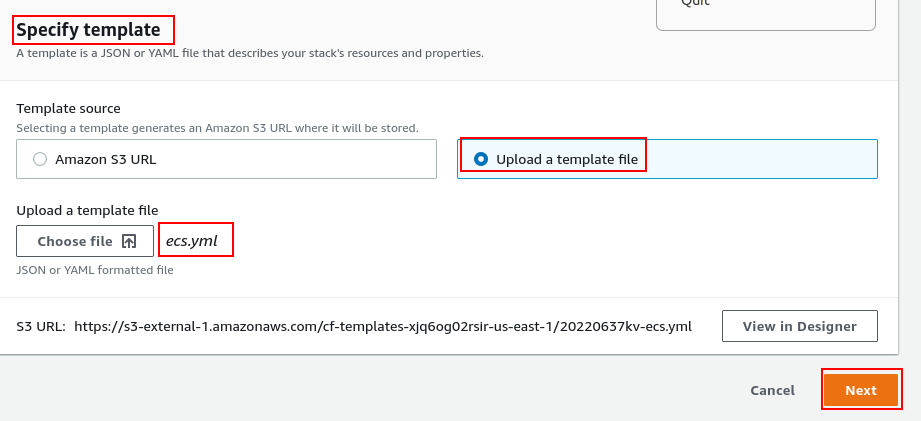 Quit
Specify template
A template is a JSON or YAML file that describes your stack's resources and properties.
Template source
Selecting a template generates an Amazon S3 URL where it will be stored.
Amazon S3 URL
Upload a template file
Upload a template file
Choose file
ecs.yml
JSON or YAML formatted file
S3 URL: https://s3-external-1.amazonaws.com/cf-templates-xjq6og02rsir-us-east-1/20220637kv-ecs.yml
View in Designer
Cancel
Next